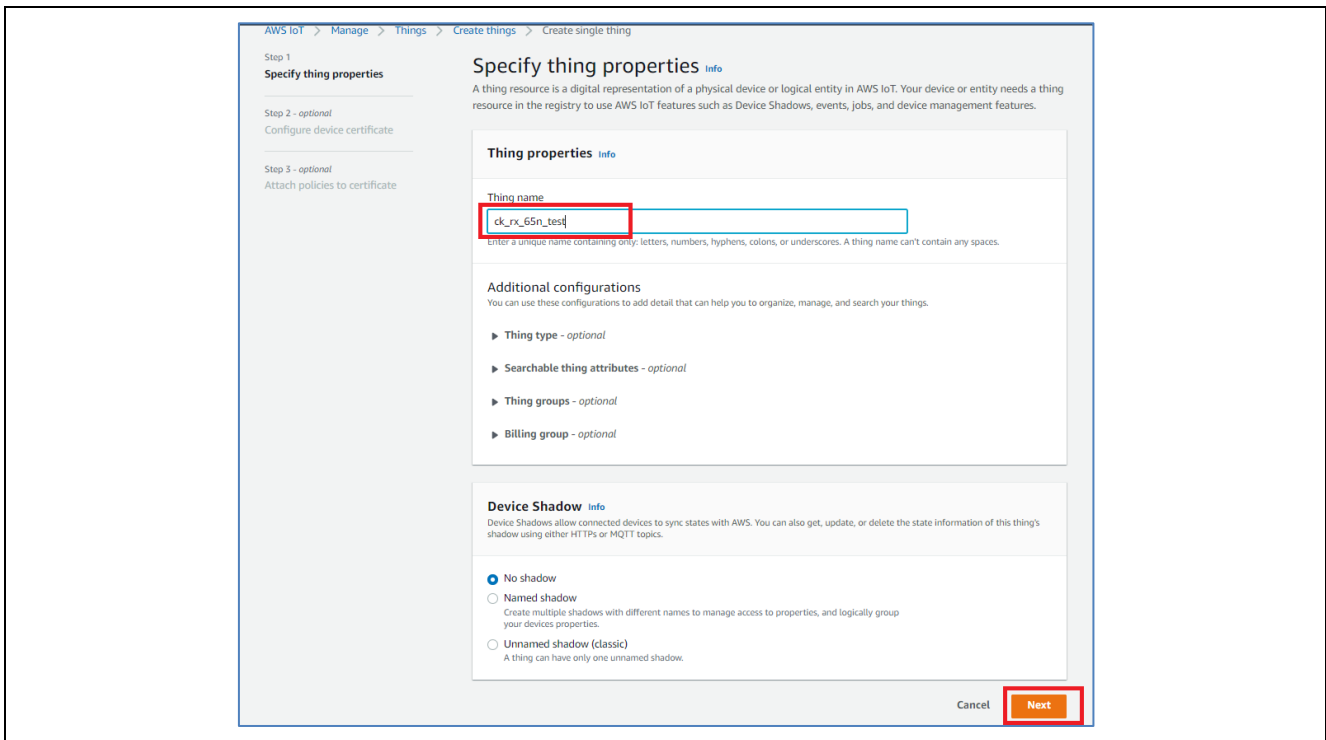 AWS IoT > Manage > Things > Create things > Create single thing
Step 1
Specify thing properties
Step 2 - optional
Configure device certificate
Step 3 - optional
Attach policies to certificate
Specify thing properties Info
A thing resource is a digital representation of a physical device or logical entity in AWS IoT. Your device or entity needs a thing
resource in the registry to use AWS IoT features such as Device Shadows, events, jobs, and device management features.
Thing properties Info
Thing name
ck_rx_65n_test
Enter a unique name containing only: letters, numbers, hyphens, colons, or underscores. A thing name can't contain any spaces.
Additional configurations
You can use these configurations to add detail that can help you to organize, manage, and search your things.
Thing type - optional
Searchable thing attributes - optional
Thing groups - optional
Billing group - optional
Device Shadow Info
Device Shadows allow connected devices to sync states with AWS. You can also get, update, or delete the state information of this thing's
shadow using either HTTPs or MQTT topics.
No shadow
Named shadow
Create multiple shadows with different names to manage access to properties, and logically group
your devices properties.
Unnamed shadow (classic)
A thing can have only one unnamed shadow.
Cancel Next